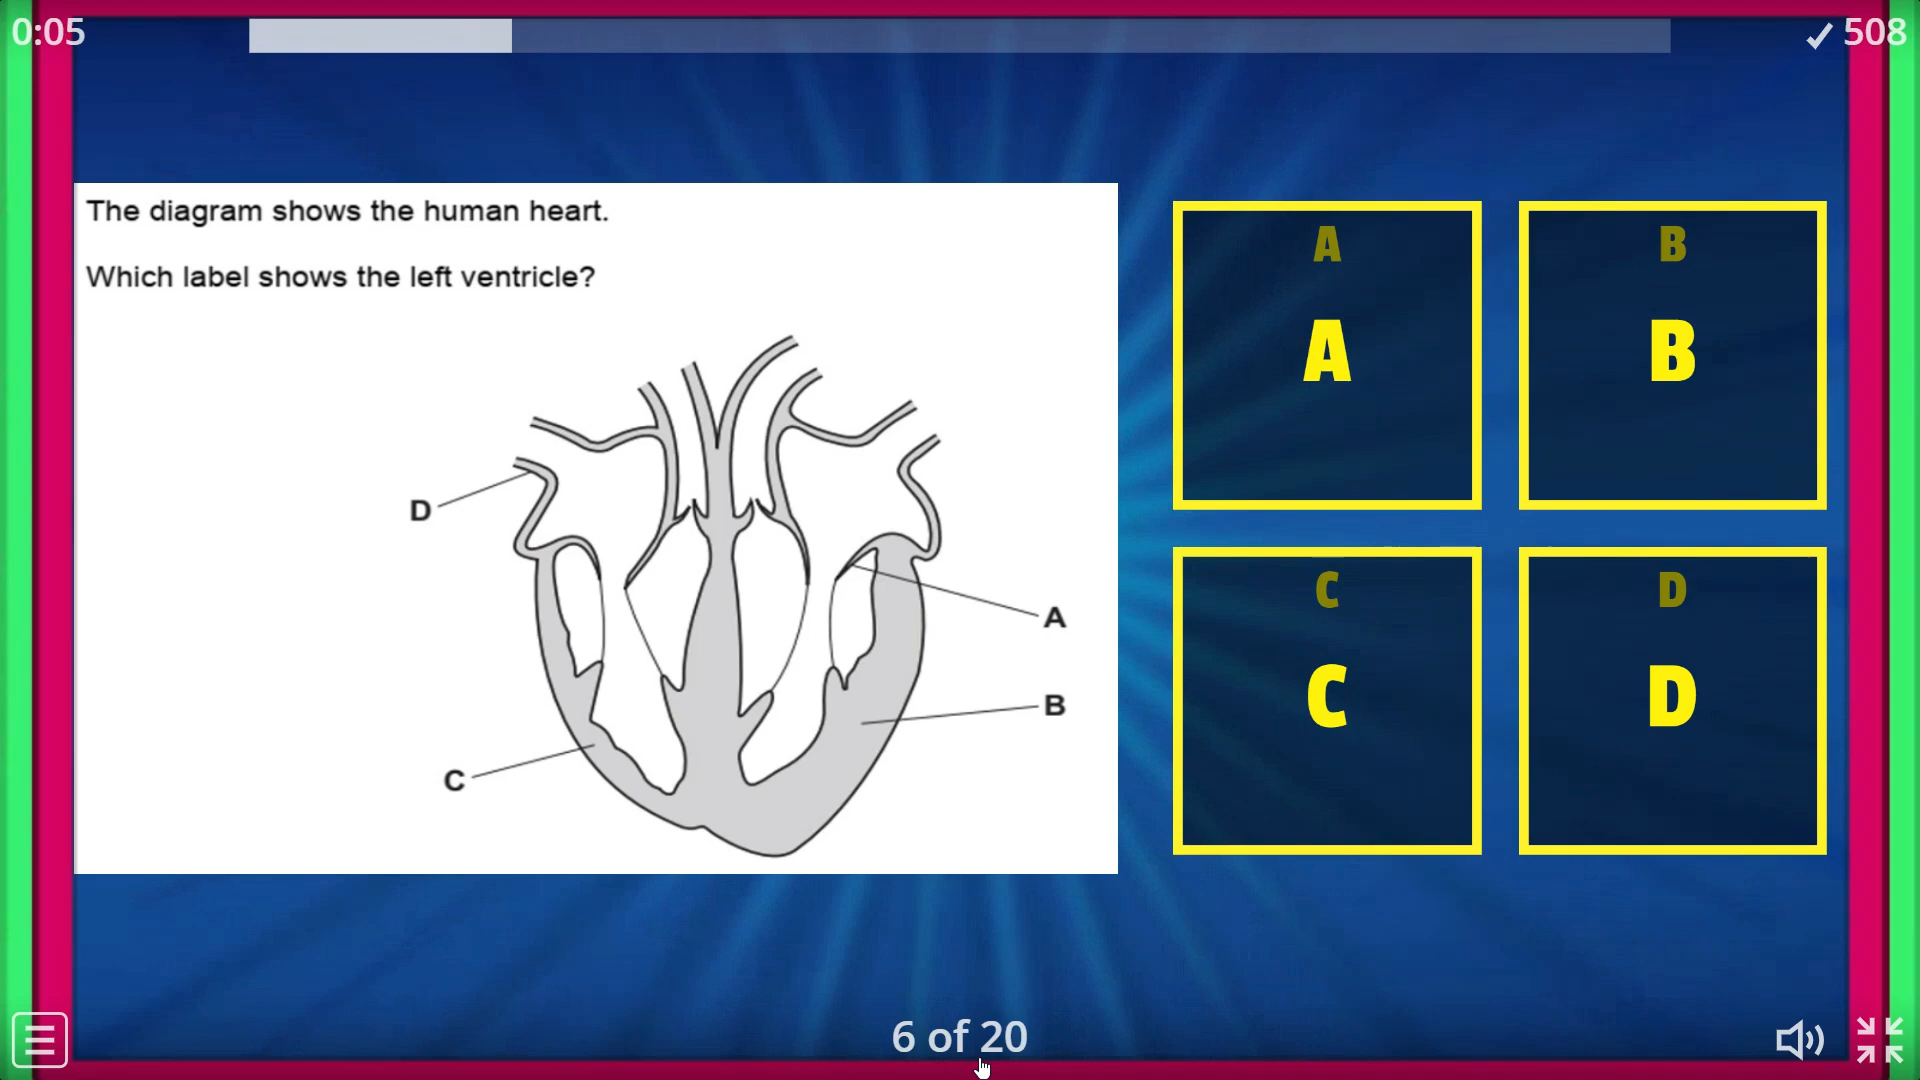 0:05
508
The diagram shows the human heart.
Which label shows the left ventricle?
D
A
B
C
A
A
B
B
C
C
D
D
6 of 20